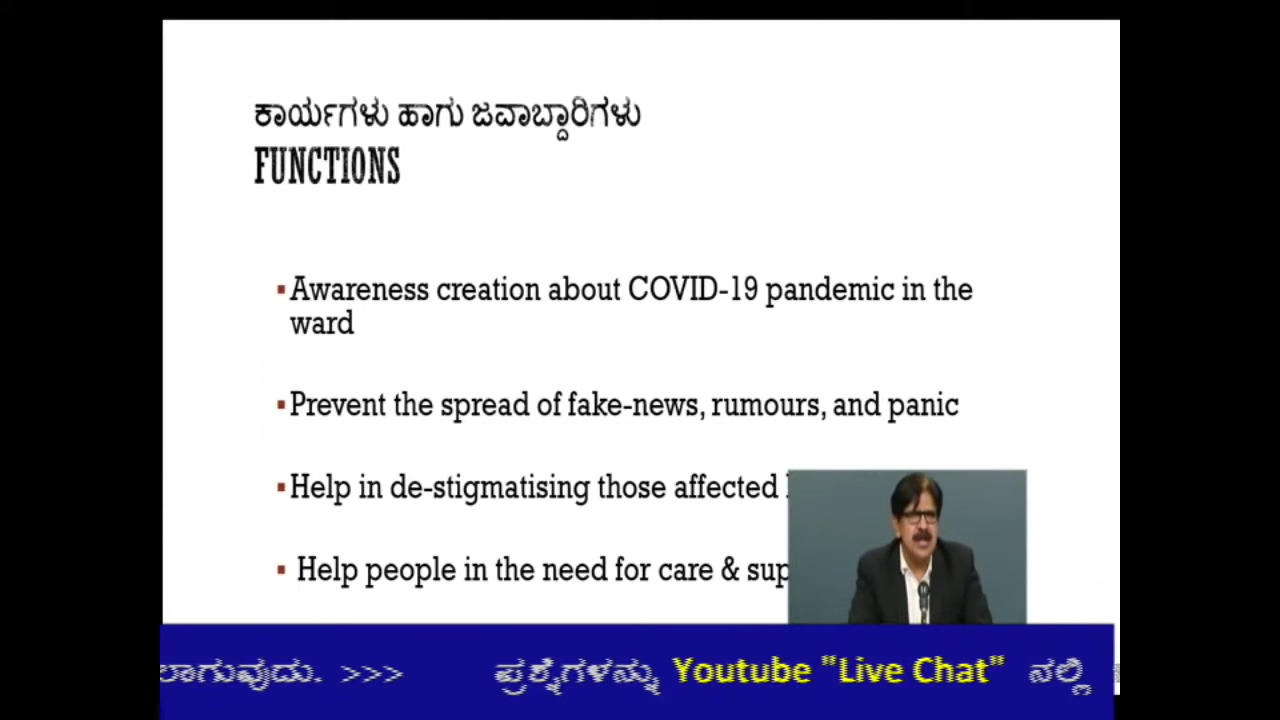 ಕಾರ್ಯಗಳು ಹಾಗು ಜವಾಬ್ದಾರಿಗಳು
FUNCTIONS
▪Awareness creation about COVID-19 pandemic in the
ward
▪Prevent the spread of fake-news, rumours, and panic
▪Help in de-stigmatising those affected
▪ Help people in the need for care &
ಲಾಗುವುದು. >>> ಪ್ರಶ್ನೆಗಳನ್ನು Youtube "Live Chat" ನಲ್ಲಿ